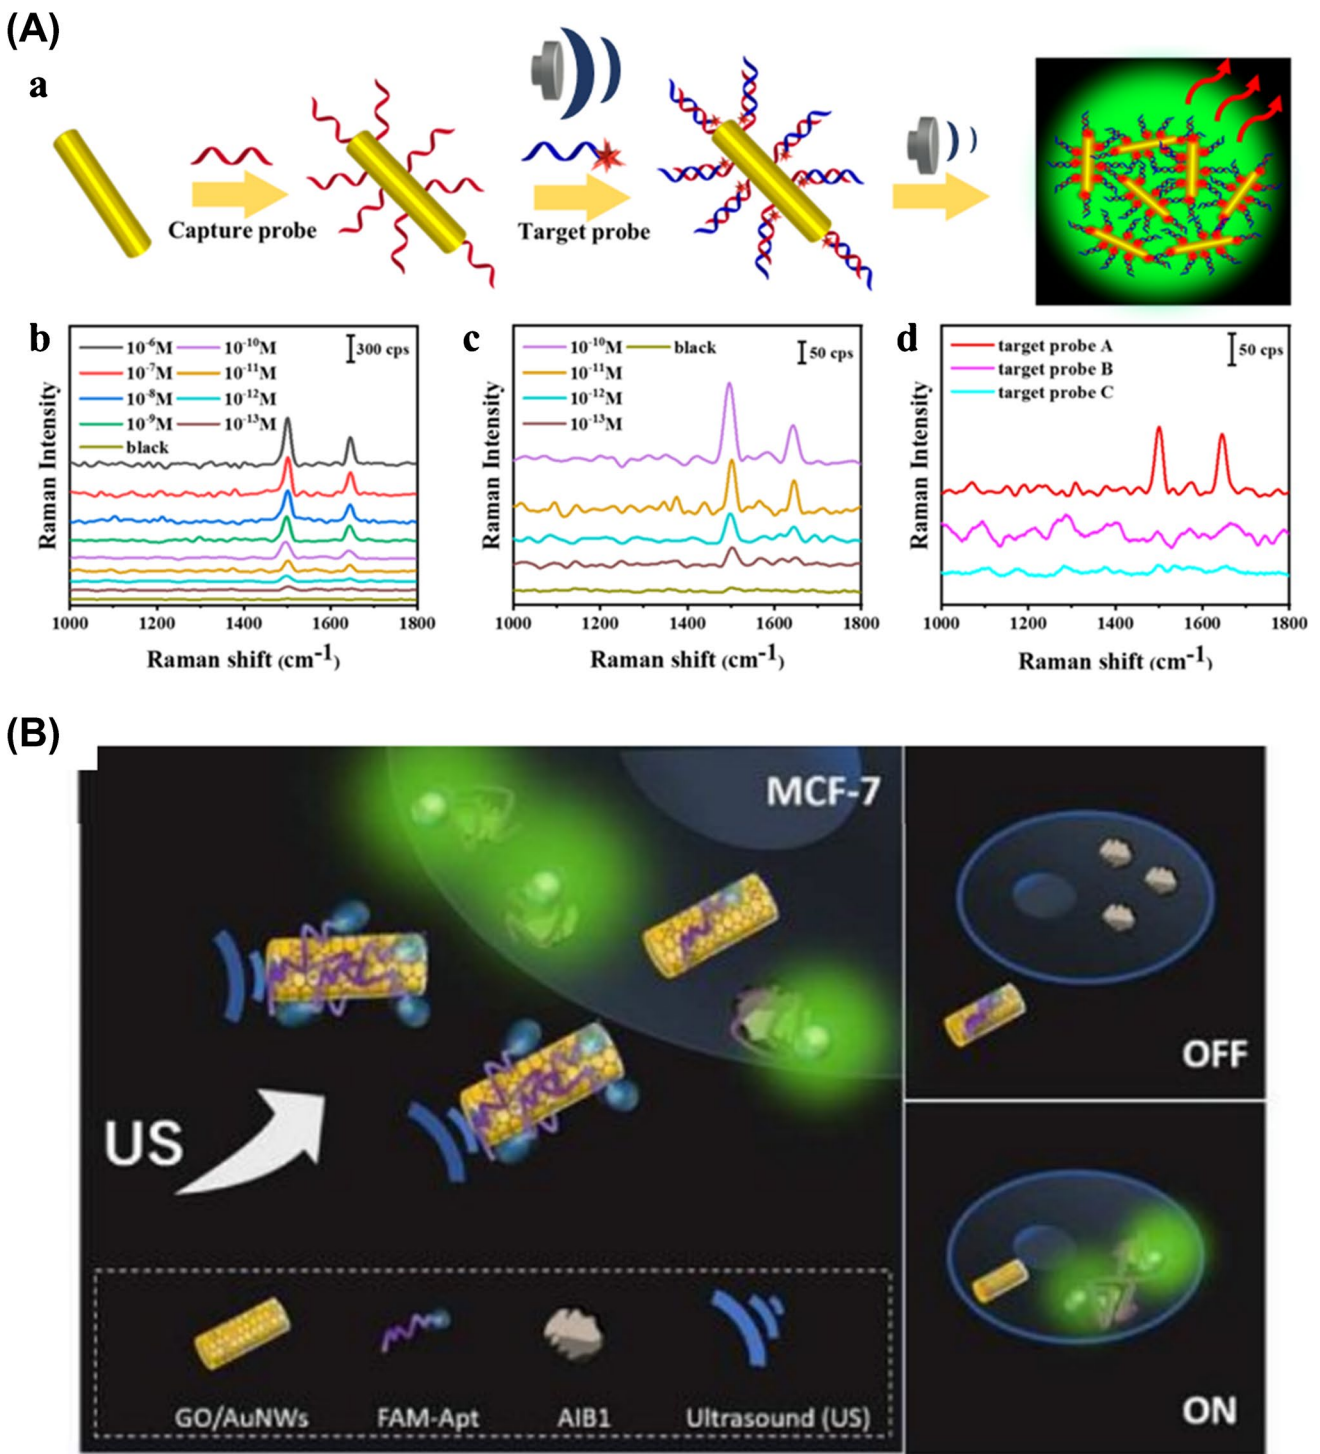 (A)
a
Capture probe
Target probe
b
10⁻⁶M 10⁻¹⁰M
10⁻⁷M 10⁻¹¹M
10⁻⁸M 10⁻¹²M
10⁻⁹M 10⁻¹³M
black
300 cps
Raman Intensity
1000 1200 1400 1600 1800
Raman shift (cm⁻¹)
c
10⁻¹⁰M black
10⁻¹¹M
10⁻¹²M
10⁻¹³M
50 cps
Raman Intensity
1000 1200 1400 1600 1800
Raman shift (cm⁻¹)
d
target probe A
target probe B
target probe C
50 cps
Raman Intensity
1000 1200 1400 1600 1800
Raman shift (cm⁻¹)
(B)
MCF-7
US
OFF
ON
GO/AuNWs FAM-Apt AIB1 Ultrasound (US)